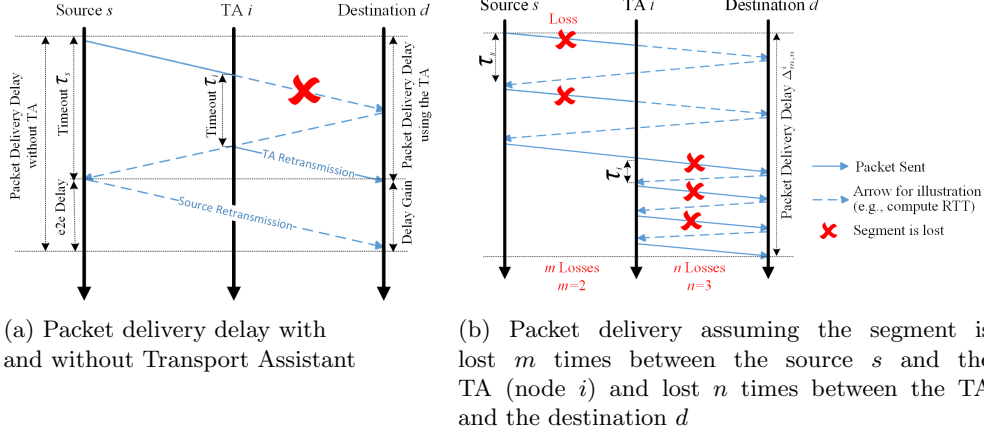 Source s
TA i
Destination d
Packet Delivery Delay
without TA
Timeout τs
e2e Delay
Timeout τi
TA Retransmission
Source Retransmission
Packet Delivery Delay
using the TA
Delay Gain
(a) Packet delivery delay with
and without Transport Assistant
Source s
TA i
Destination d
Loss
τs
τi
Packet Delivery Delay Δ^i_{m,n}
m Losses
m=2
n Losses
n=3
Packet Sent
Arrow for illustration
(e.g., compute RTT)
Segment is lost
(b) Packet delivery assuming the segment is
lost m times between the source s and the
TA (node i) and lost n times between the TA
and the destination d